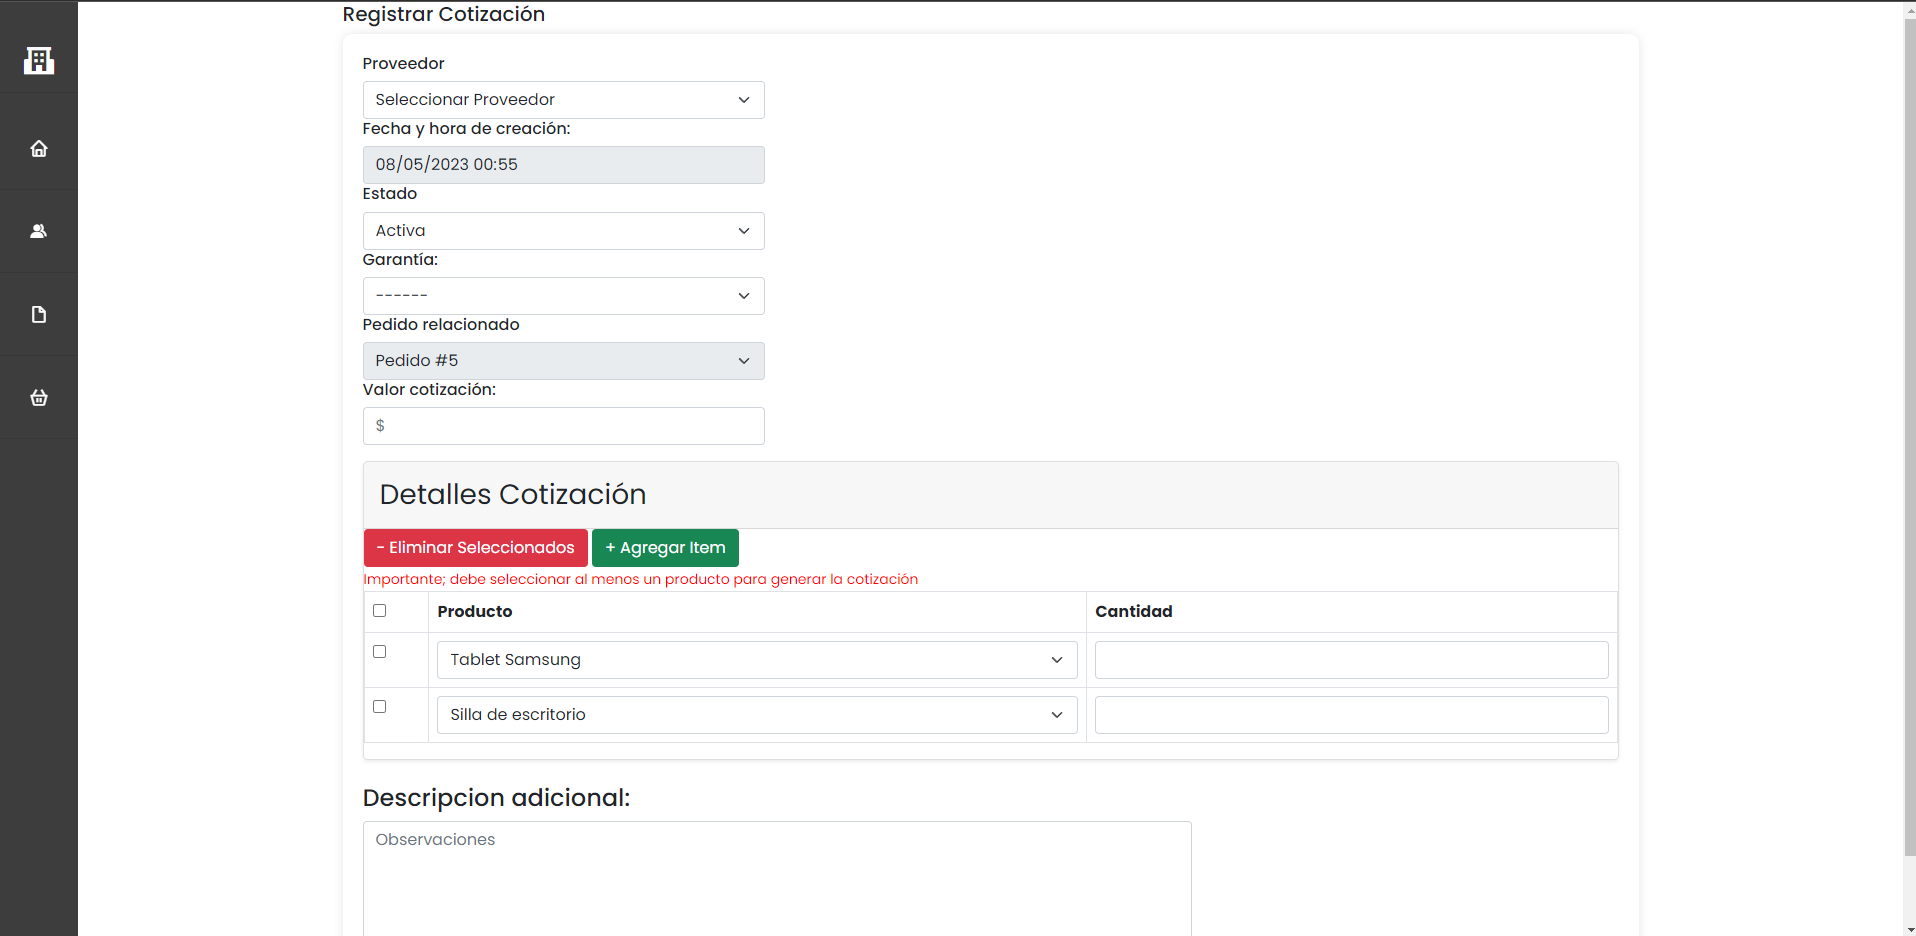 Registrar Cotización
Proveedor
Seleccionar Proveedor
Fecha y hora de creación:
08/05/2023 00:55
Estado
Activa
Garantía:
------
Pedido relacionado
Pedido #5
Valor cotización:
$
Detalles Cotización
- Eliminar Seleccionados + Agregar Item
Importante; debe seleccionar al menos un producto para generar la cotización
Producto Cantidad
Tablet Samsung
Silla de escritorio
Descripcion adicional:
Observaciones